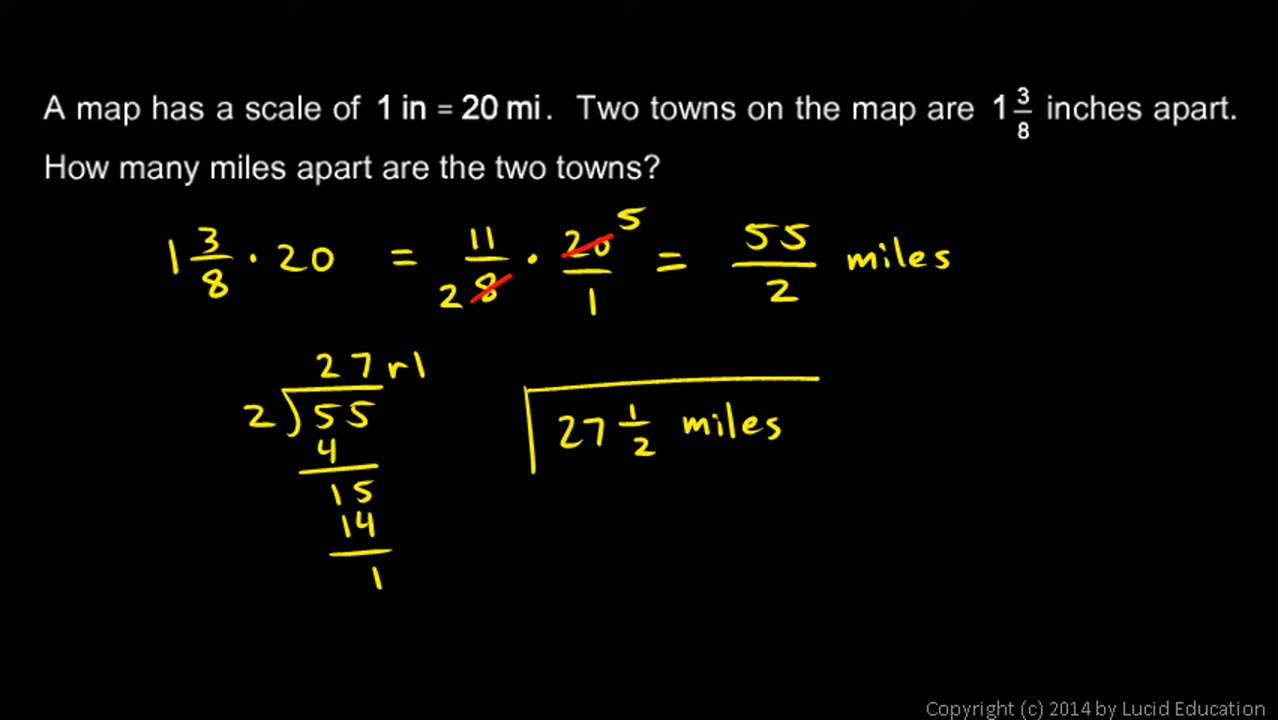 A map has a scale of 1 in = 20 mi. Two towns on the map are 1 3/8 inches apart.
How many miles apart are the two towns?
1 3/8 · 20 = 11/8 2 · 20/1 5 = 55/2 miles
27 r1
2 ) 55
4
15
14
1
27 1/2 miles
Copyright (c) 2014 by Lucid Education